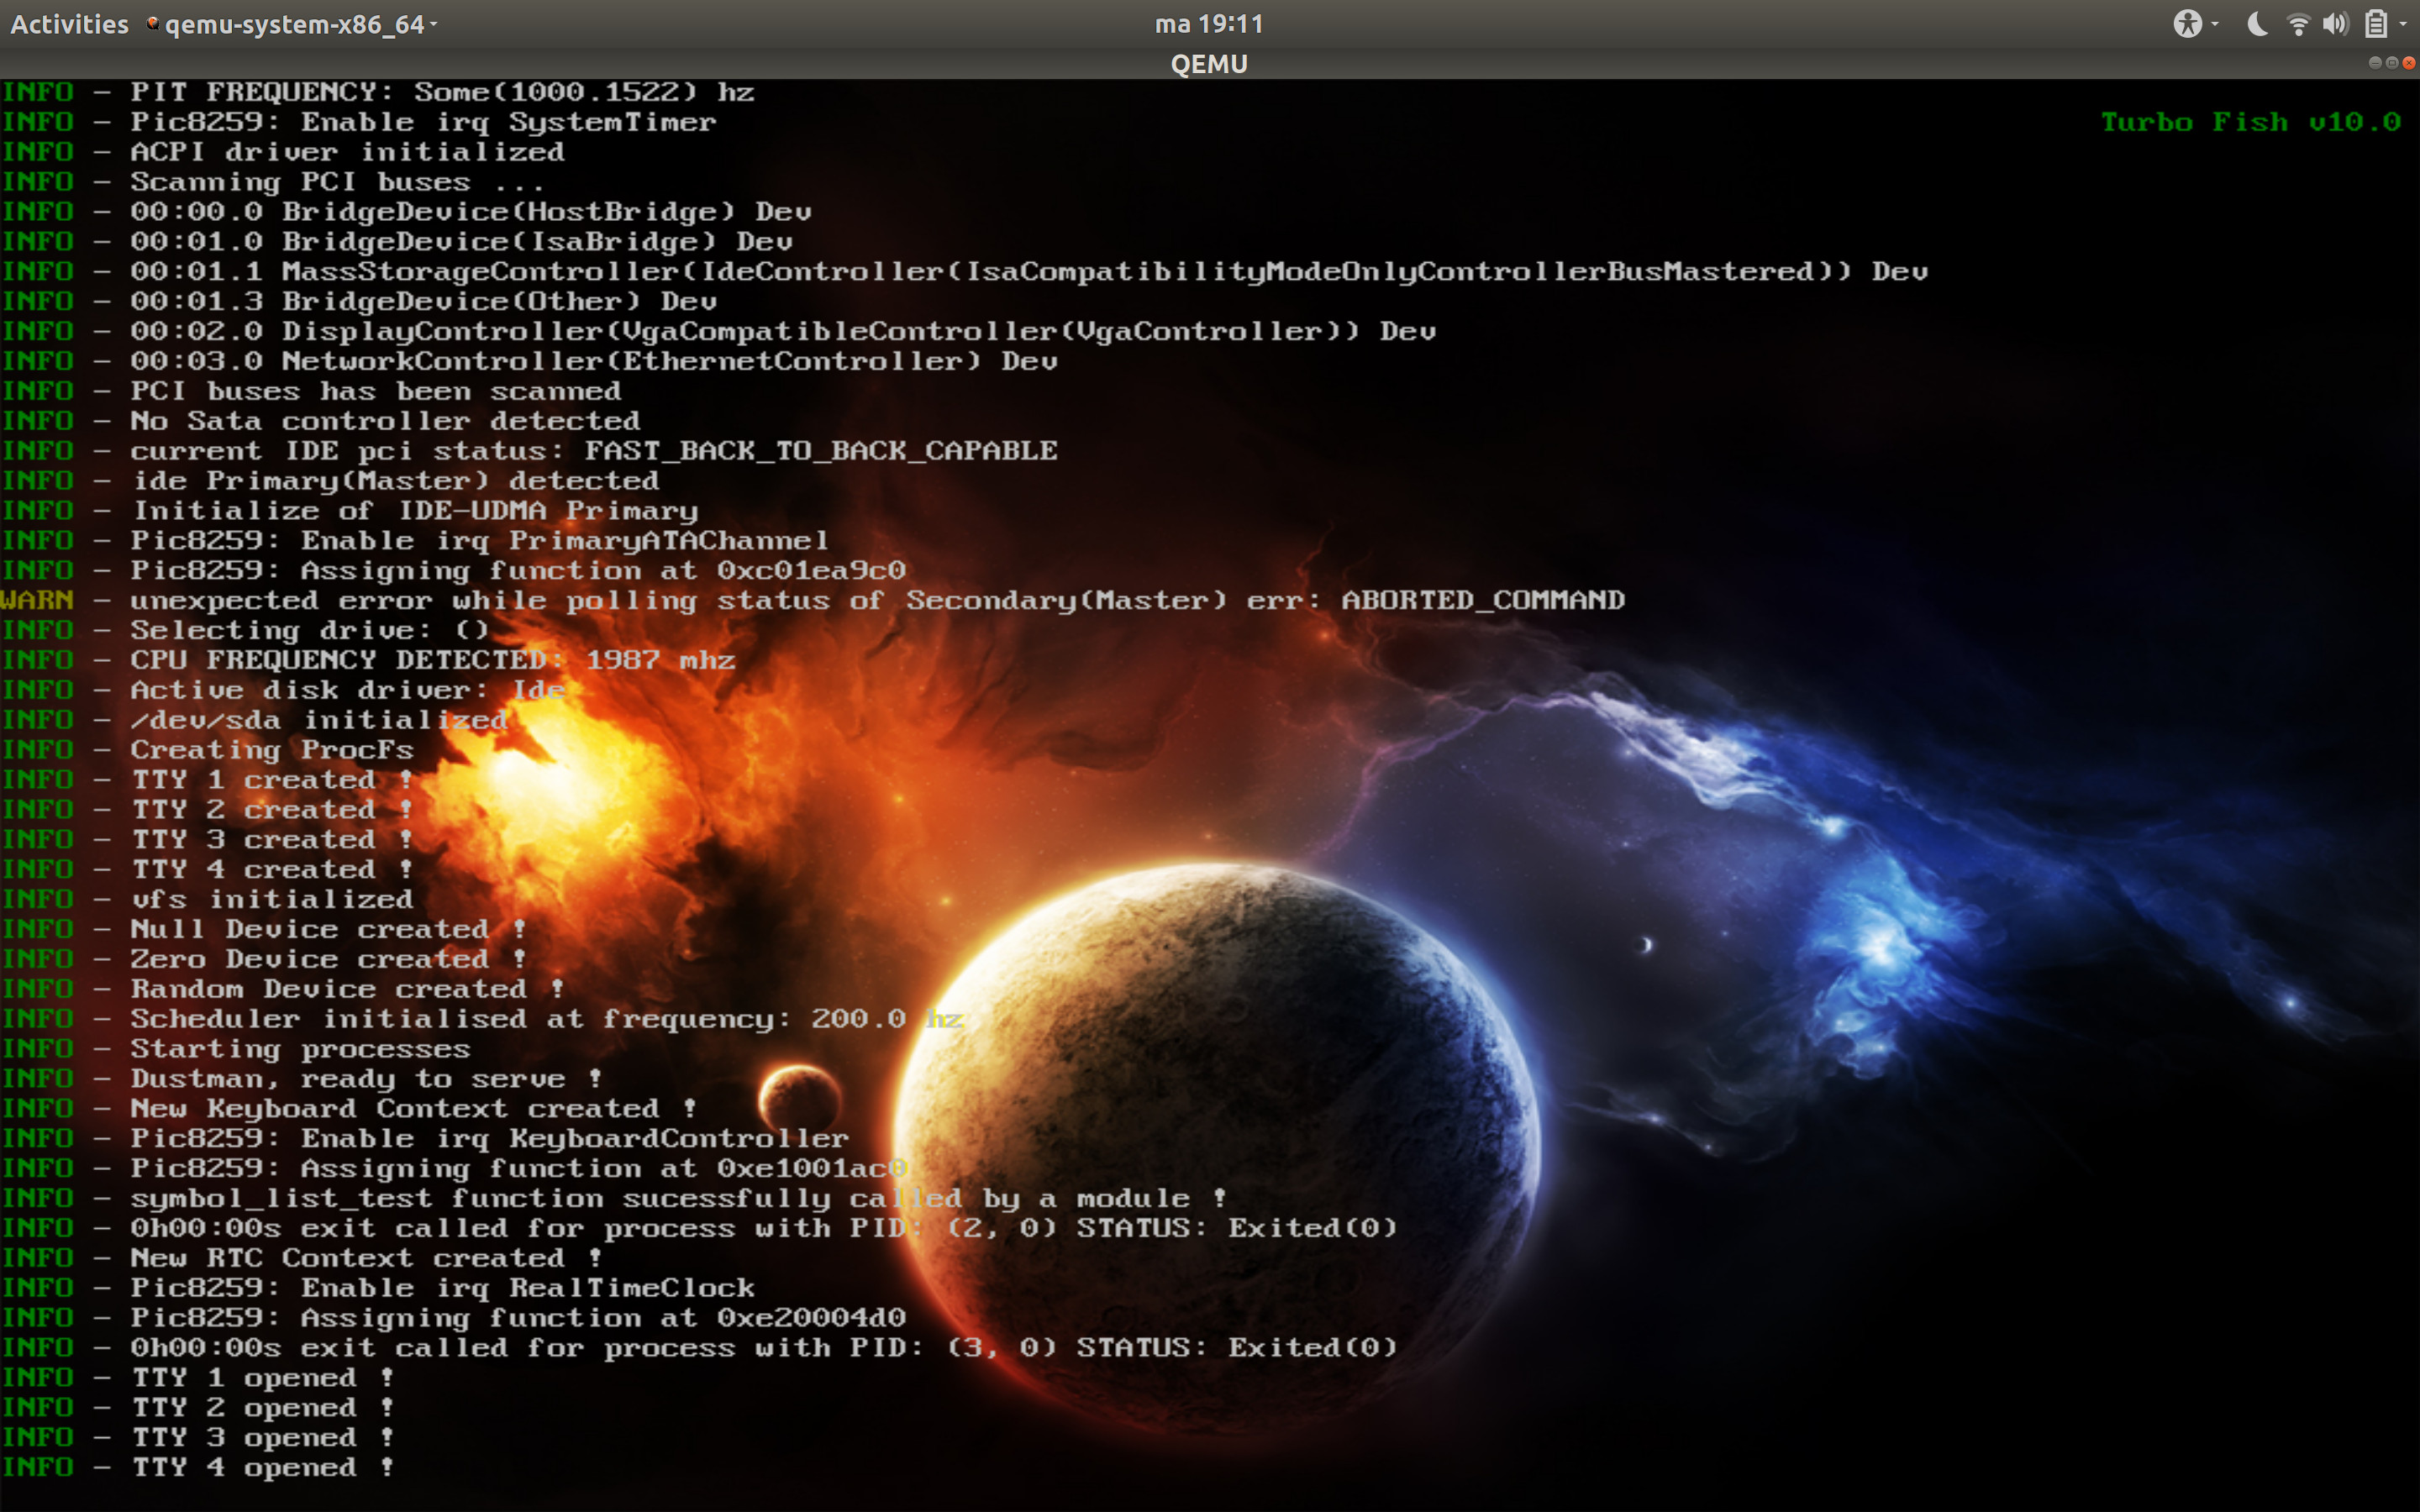 Activities qemu-system-x86_64 ma 19:11
QEMU
INFO - PIT FREQUENCY: Some(1000.1522) hz
INFO - Pic8259: Enable irq SystemTimer
Turbo Fish v10.0
INFO - ACPI driver initialized
INFO - Scanning PCI buses ...
INFO - 00:00.0 BridgeDevice(HostBridge) Dev
INFO - 00:01.0 BridgeDevice(IsaBridge) Dev
INFO - 00:01.1 MassStorageController(IdeController(IsaCompatibilityModeOnlyControllerBusMastered)) Dev
INFO - 00:01.3 BridgeDevice(Other) Dev
INFO - 00:02.0 DisplayController(VgaCompatibleController(VgaController)) Dev
INFO - 00:03.0 NetworkController(EthernetController) Dev
INFO - PCI buses has been scanned
INFO - No Sata controller detected
INFO - current IDE pci status: FAST_BACK_TO_BACK_CAPABLE
INFO - ide Primary(Master) detected
INFO - Initialize of IDE-UDMA Primary
INFO - Pic8259: Enable irq PrimaryATAChannel
INFO - Pic8259: Assigning function at 0xc01ea9c0
WARN - unexpected error while polling status of Secondary(Master) err: ABORTED_COMMAND
INFO - Selecting drive: ()
INFO - CPU FREQUENCY DETECTED: 1987 mhz
INFO - Active disk driver: Ide
INFO - /dev/sda initialized
INFO - Creating ProcFs
INFO - TTY 1 created !
INFO - TTY 2 created !
INFO - TTY 3 created !
INFO - TTY 4 created !
INFO - vfs initialized
INFO - Null Device created !
INFO - Zero Device created !
INFO - Random Device created !
INFO - Scheduler initialised at frequency: 200.0 hz
INFO - Starting processes
INFO - Dustman, ready to serve !
INFO - New Keyboard Context created !
INFO - Pic8259: Enable irq KeyboardController
INFO - Pic8259: Assigning function at 0xe1001ac0
INFO - symbol_list_test function sucessfully called by a module !
INFO - 0h00:00s exit called for process with PID: (2, 0) STATUS: Exited(0)
INFO - New RTC Context created !
INFO - Pic8259: Enable irq RealTimeClock
INFO - Pic8259: Assigning function at 0xe20004d0
INFO - 0h00:00s exit called for process with PID: (3, 0) STATUS: Exited(0)
INFO - TTY 1 opened !
INFO - TTY 2 opened !
INFO - TTY 3 opened !
INFO - TTY 4 opened !